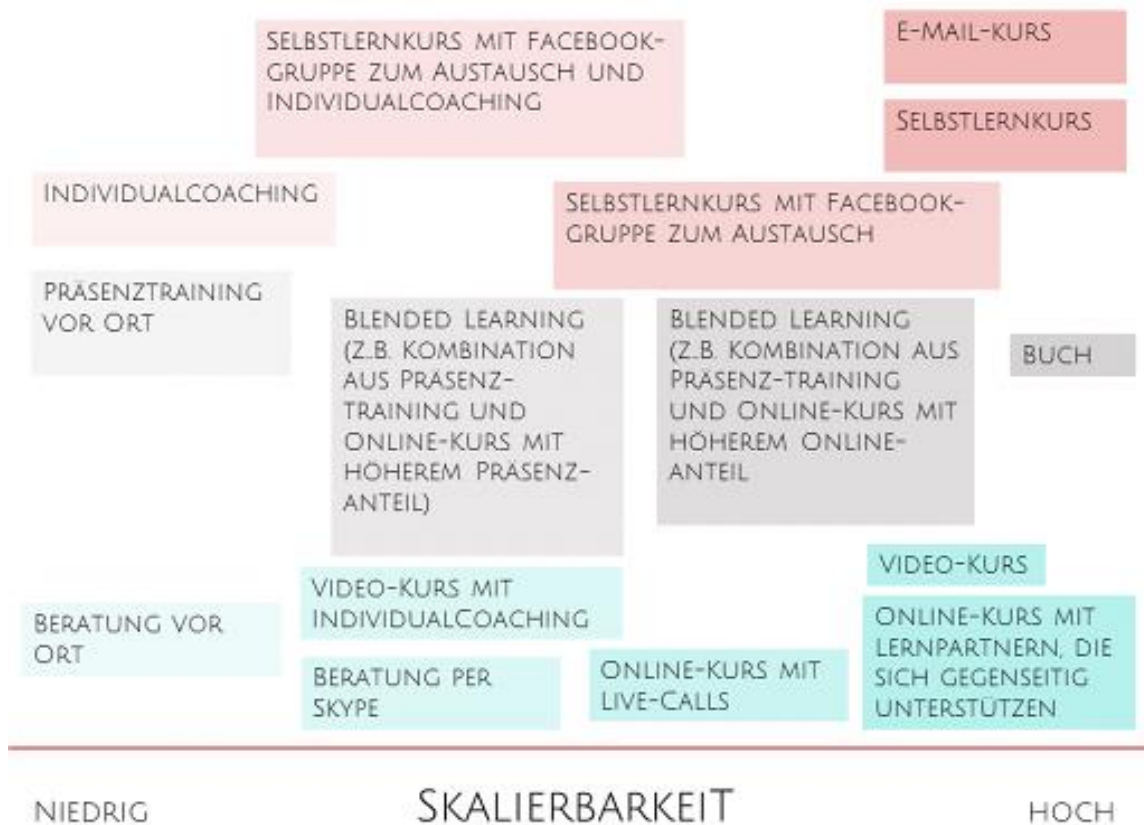 Selbstlernkurs mit Facebook-
gruppe zum Austausch und
Individualcoaching
E-Mail-kurs
Selbstlernkurs
Individualcoaching
Selbstlernkurs mit Facebook-
gruppe zum Austausch
Präsenztraining
vor Ort
Blended Learning
(z.B. Kombination
aus Präsenz-
training und
Online-Kurs mit
höherem Präsenz-
anteil)
Blended Learning
(z.B. Kombination aus
Präsenz-training
und Online-Kurs mit
höherem Online-
anteil
Buch
Video-Kurs mit
IndividualCoaching
Video-Kurs
Beratung vor
Ort
Beratung per
Skype
Online-Kurs mit
Live-Calls
Online-Kurs mit
Lernpartnern, die
sich gegenseitig
unterstützen
niedrig
Skalierbarkeit
hoch